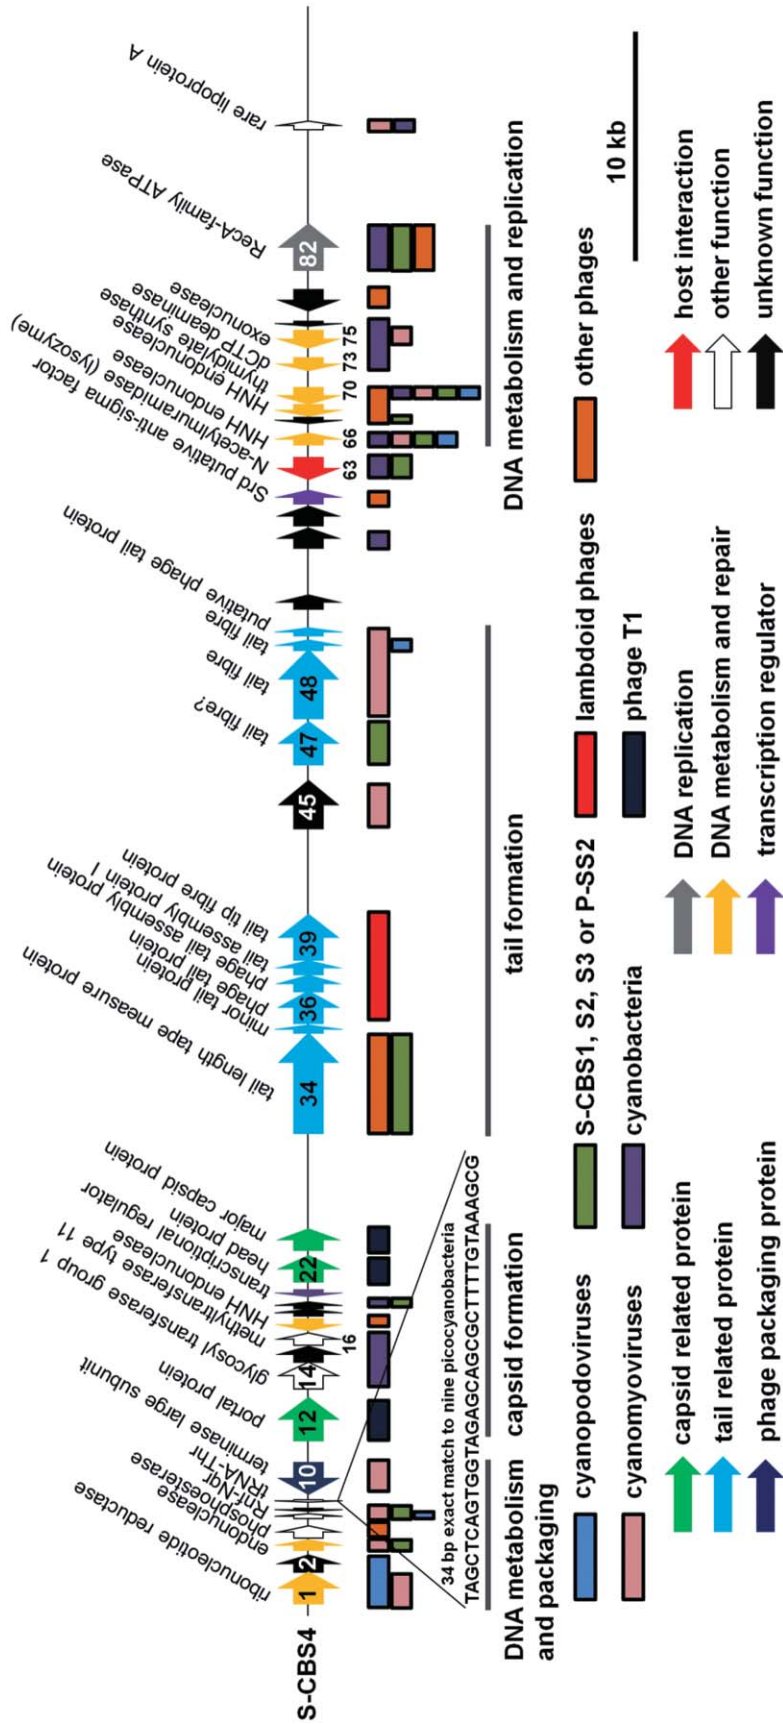 S-CBS4
ribonucleotide reductase
endonuclease
phosphoesterase
Rnf-Nqr
tRNA-Thr
terminase large subunit
portal protein
glycosyl transferase group 1
methyltransferase type 11
HNH endonuclease
transcriptional regulator
head protein
major capsid protein
tail length tape measure protein
minor tail protein
phage tail protein
phage tail assembly protein
tail assembly protein I
tail tip fibre protein
tail fibre?
tail fibre
tail fibre
putative phage tail protein
Srd putative anti-sigma factor
N-acetylmuramidase (lysozyme)
HNH endonuclease
HNH endonuclease
thymidylate synthase
dCTP deaminase
exonuclease
RecA-family ATPase
rare lipoprotein A
1 2 10 12 14 16 22 34 36 39 45 47 48 63 66 70 73 75 82
34 bp exact match to nine picocyanobacteria
TAGCTCAGTGGTAGAGCAGCGCTTTTGTAAAGCG
DNA metabolism
and packaging
capsid formation
tail formation
DNA metabolism and replication
10 kb
cyanopodoviruses
S-CBS1, S2, S3 or P-SS2
lambdoid phages
other phages
cyanomyoviruses
cyanobacteria
phage T1
capsid related protein
DNA replication
host interaction
tail related protein
DNA metabolism and repair
other function
phage packaging protein
transcription regulator
unknown function